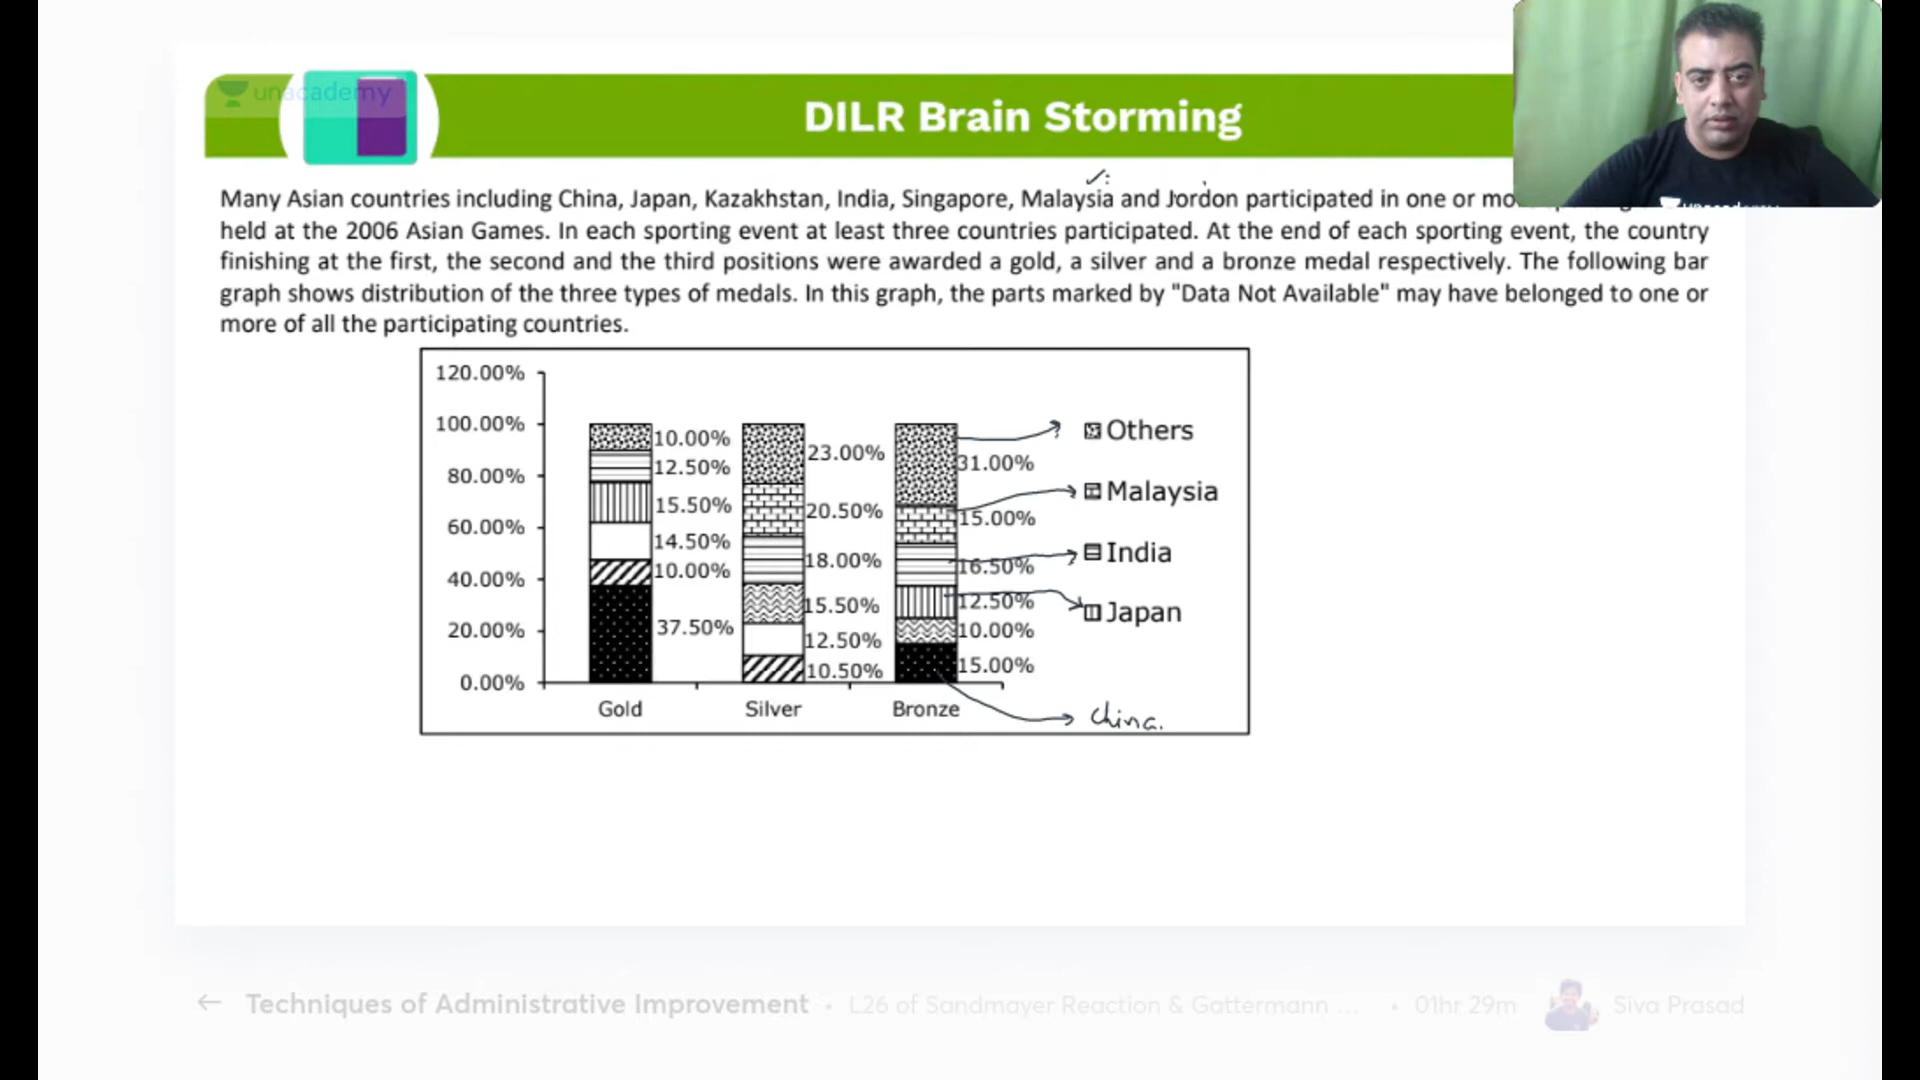 unacademy
DILR Brain Storming
Many Asian countries including China, Japan, Kazakhstan, India, Singapore, Malaysia and Jordon participated in one or
held at the 2006 Asian Games. In each sporting event at least three countries participated. At the end of each sporting event, the country
finishing at the first, the second and the third positions were awarded a gold, a silver and a bronze medal respectively. The following bar
graph shows distribution of the three types of medals. In this graph, the parts marked by "Data Not Available" may have belonged to one or
more of all the participating countries.
120.00%
100.00%
80.00%
60.00%
40.00%
20.00%
0.00%
10.00%
12.50%
15.50%
14.50%
10.00%
37.50%
23.00%
20.50%
18.00%
15.50%
12.50%
10.50%
31.00%
15.00%
16.50%
12.50%
10.00%
15.00%
Others
Malaysia
India
Japan
China.
Gold Silver Bronze
Techniques of Administrative Improvement • L26 of Sandmayer Reaction & Gattermann ... • 01hr 29m Siva Prasad